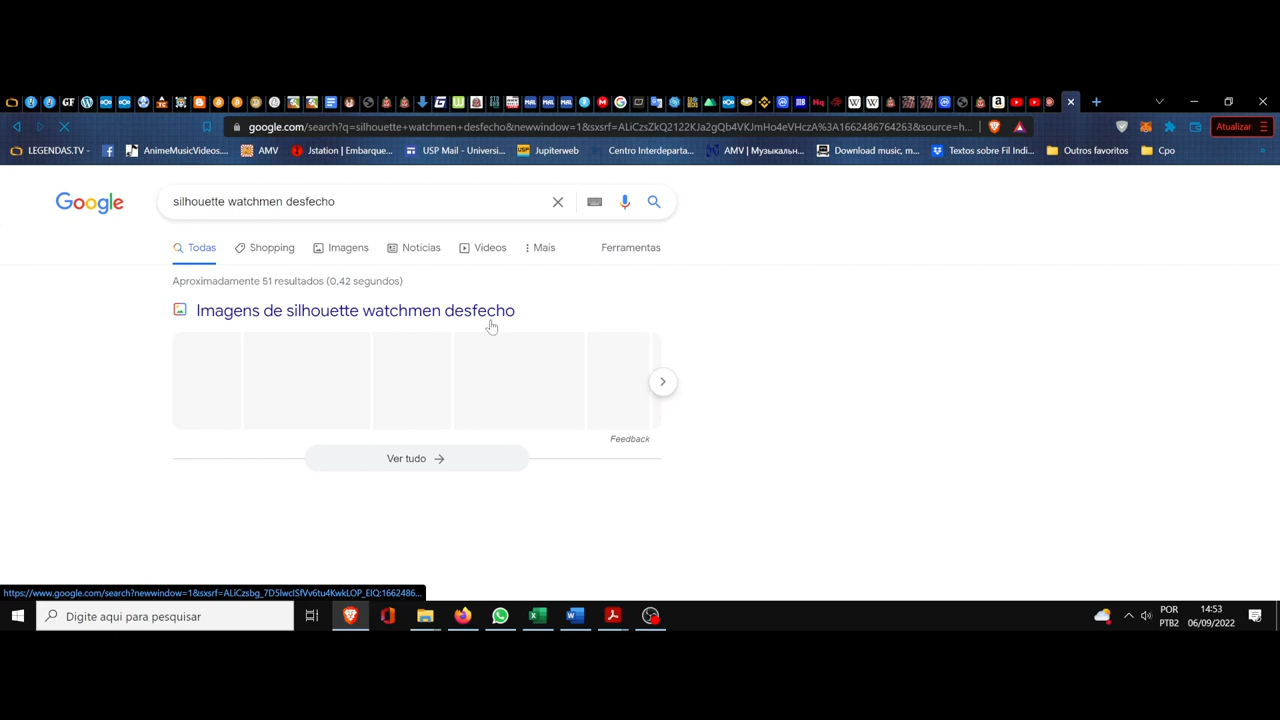 GF
google.com/search?q=silhouette+watchmen+desfecho&newwindow=1&sxsrf=ALiCzsZkQ2122KJa2gQb4VKJmHo4eVHczA%3A1662486764263&source=h...
Atualizar
LEGENDAS.TV -
AnimeMusicVideos....
AMV
Jstation | Embarque...
USP Mail - Universi...
Jupiterweb
Centro Interdeparta...
AMV | Музыкальн...
Download music, m...
Textos sobre Fil Indi...
Outros favoritos
Cpo
Google
silhouette watchmen desfecho
Todas
Shopping
Imagens
Notícias
Vídeos
Mais
Ferramentas
Aproximadamente 51 resultados (0,42 segundos)
Imagens de silhouette watchmen desfecho
Feedback
Ver tudo
https://www.google.com/search?newwindow=1&sxsrf=ALiCzsbg_7D5lwclSfVv6tu4KwkLOP_EIQ:1662486...
Digite aqui para pesquisar
POR
PTB2
14:53
06/09/2022